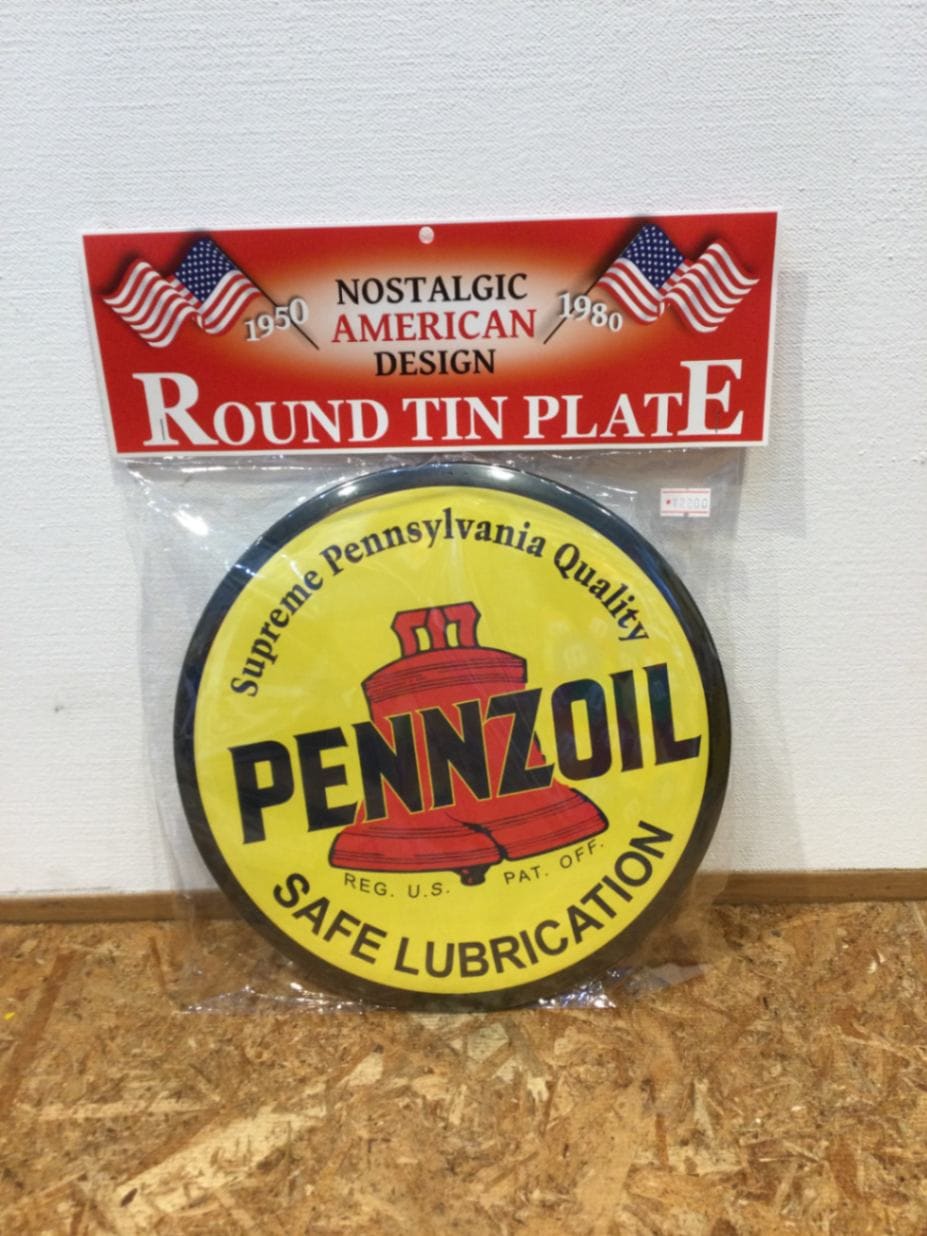 1950
NOSTALGIC
AMERICAN
DESIGN
1980
ROUND TIN PLATE
Supreme Pennsylvania Quality
PENNZOIL
REG. U.S. PAT. OFF.
SAFE LUBRICATION